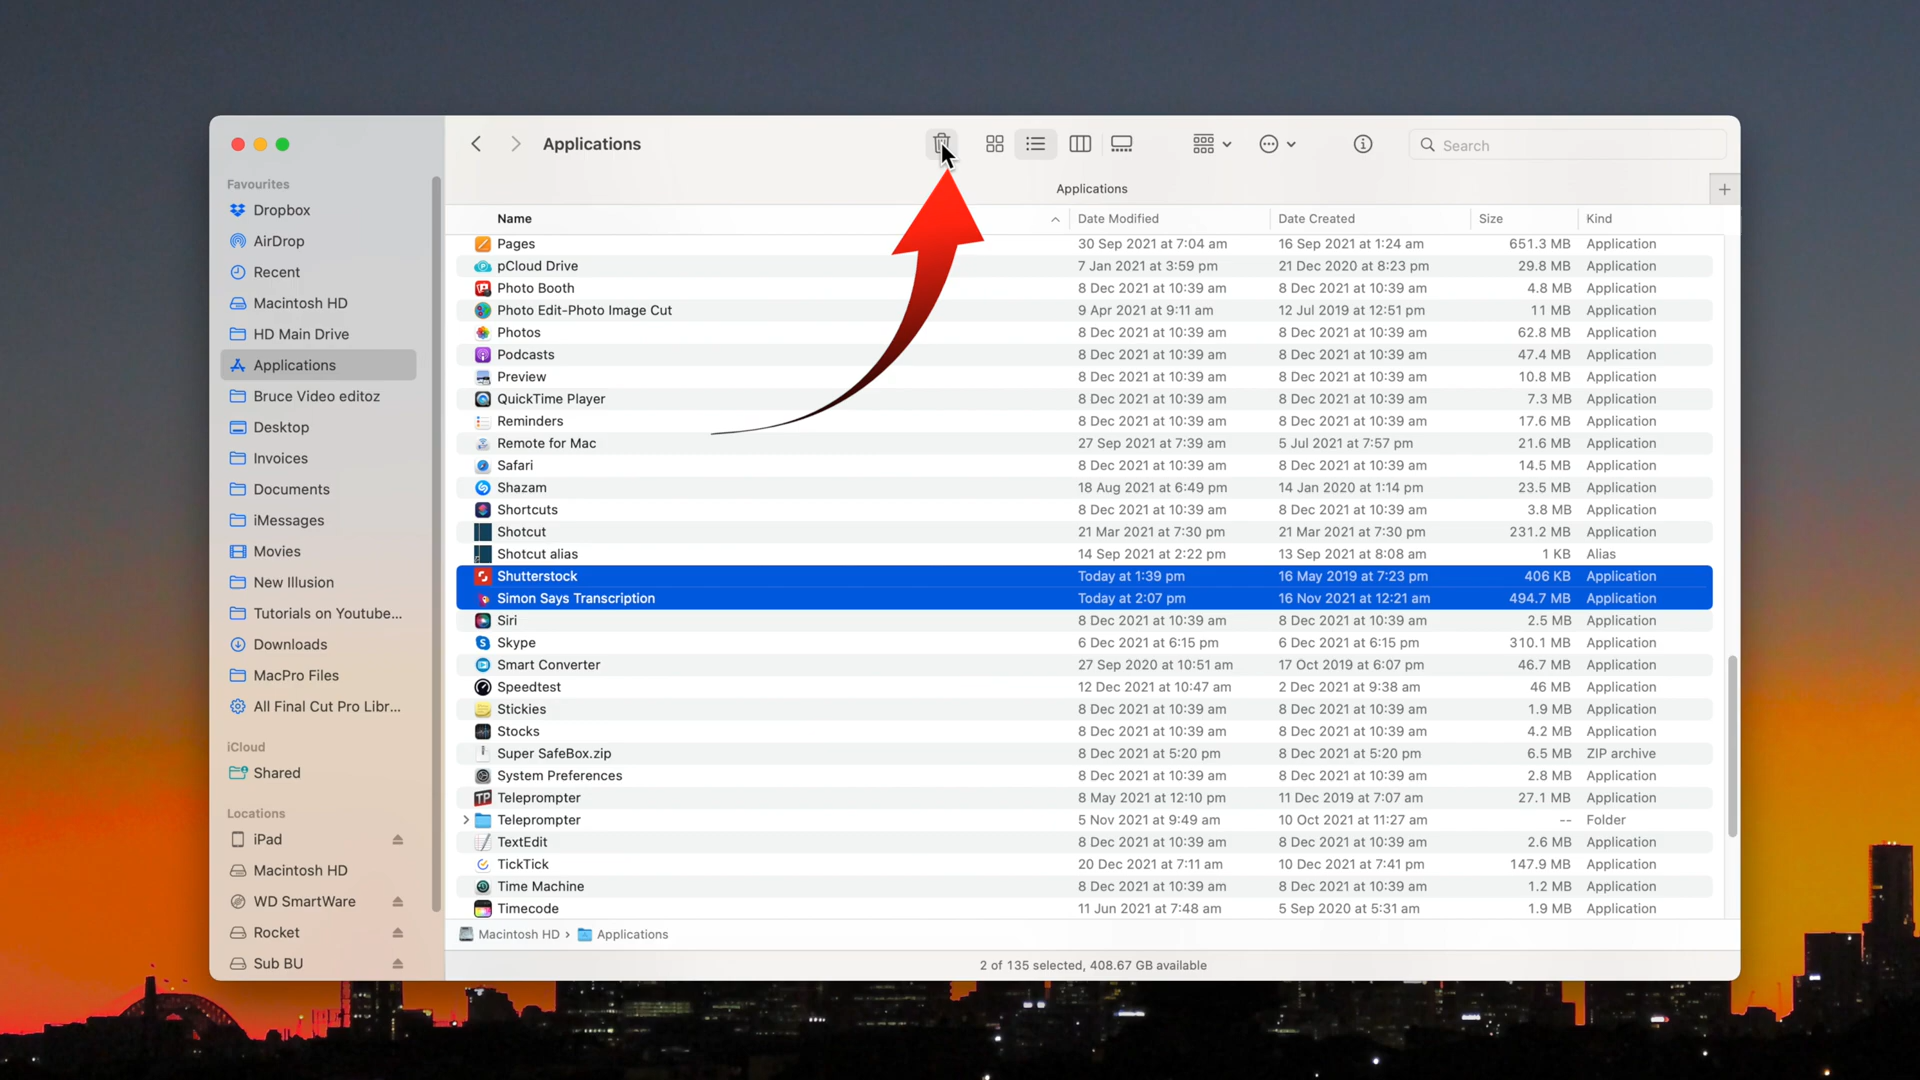 Applications
Search
Applications
Favourites
Dropbox
AirDrop
Recent
Macintosh HD
HD Main Drive
Applications
Bruce Video editoz
Desktop
Invoices
Documents
iMessages
Movies
New Illusion
Tutorials on Youtube...
Downloads
MacPro Files
All Final Cut Pro Libr...
iCloud
Shared
Locations
iPad
Macintosh HD
WD SmartWare
Rocket
Sub BU
Name Date Modified Date Created Size Kind
Pages 30 Sep 2021 at 7:04 am 16 Sep 2021 at 1:24 am 651.3 MB Application
pCloud Drive 7 Jan 2021 at 3:59 pm 21 Dec 2020 at 8:23 pm 29.8 MB Application
Photo Booth 8 Dec 2021 at 10:39 am 8 Dec 2021 at 10:39 am 4.8 MB Application
Photo Edit-Photo Image Cut 9 Apr 2021 at 9:11 am 12 Jul 2019 at 12:51 pm 11 MB Application
Photos 8 Dec 2021 at 10:39 am 8 Dec 2021 at 10:39 am 62.8 MB Application
Podcasts 8 Dec 2021 at 10:39 am 8 Dec 2021 at 10:39 am 47.4 MB Application
Preview 8 Dec 2021 at 10:39 am 8 Dec 2021 at 10:39 am 10.8 MB Application
QuickTime Player 8 Dec 2021 at 10:39 am 8 Dec 2021 at 10:39 am 7.3 MB Application
Reminders 8 Dec 2021 at 10:39 am 8 Dec 2021 at 10:39 am 17.6 MB Application
Remote for Mac 27 Sep 2021 at 7:39 am 5 Jul 2021 at 7:57 pm 21.6 MB Application
Safari 8 Dec 2021 at 10:39 am 8 Dec 2021 at 10:39 am 14.5 MB Application
Shazam 18 Aug 2021 at 6:49 pm 14 Jan 2020 at 1:14 pm 23.5 MB Application
Shortcuts 8 Dec 2021 at 10:39 am 8 Dec 2021 at 10:39 am 3.8 MB Application
Shotcut 21 Mar 2021 at 7:30 pm 21 Mar 2021 at 7:30 pm 231.2 MB Application
Shotcut alias 14 Sep 2021 at 2:22 pm 13 Sep 2021 at 8:08 am 1 KB Alias
Shutterstock Today at 1:39 pm 16 May 2019 at 7:23 pm 406 KB Application
Simon Says Transcription Today at 2:07 pm 16 Nov 2021 at 12:21 am 494.7 MB Application
Siri 8 Dec 2021 at 10:39 am 8 Dec 2021 at 10:39 am 2.5 MB Application
Skype 6 Dec 2021 at 6:15 pm 6 Dec 2021 at 6:15 pm 310.1 MB Application
Smart Converter 27 Sep 2020 at 10:51 am 17 Oct 2019 at 6:07 pm 46.7 MB Application
Speedtest 12 Dec 2021 at 10:47 am 2 Dec 2021 at 9:38 am 46 MB Application
Stickies 8 Dec 2021 at 10:39 am 8 Dec 2021 at 10:39 am 1.9 MB Application
Stocks 8 Dec 2021 at 10:39 am 8 Dec 2021 at 10:39 am 4.2 MB Application
Super SafeBox.zip 8 Dec 2021 at 5:20 pm 8 Dec 2021 at 5:20 pm 6.5 MB ZIP archive
System Preferences 8 Dec 2021 at 10:39 am 8 Dec 2021 at 10:39 am 2.8 MB Application
TP Teleprompter 8 May 2021 at 12:10 pm 11 Dec 2019 at 7:07 am 27.1 MB Application
Teleprompter 5 Nov 2021 at 9:49 am 10 Oct 2021 at 11:27 am -- Folder
TextEdit 8 Dec 2021 at 10:39 am 8 Dec 2021 at 10:39 am 2.6 MB Application
TickTick 20 Dec 2021 at 7:11 am 10 Dec 2021 at 7:41 pm 147.9 MB Application
Time Machine 8 Dec 2021 at 10:39 am 8 Dec 2021 at 10:39 am 1.2 MB Application
Timecode 11 Jun 2021 at 7:48 am 5 Sep 2020 at 5:31 am 1.9 MB Application
Macintosh HD › Applications
2 of 135 selected, 408.67 GB available